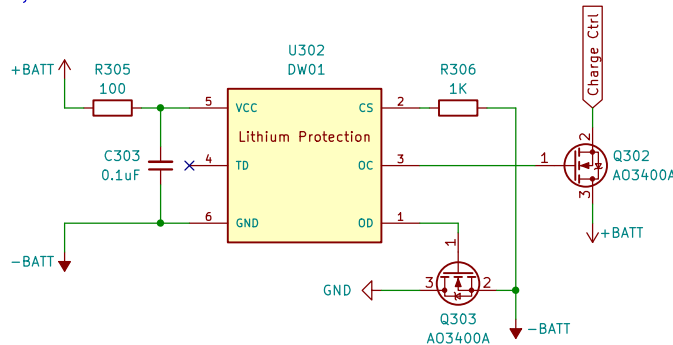 Charge Ctrl
U302
DW01
+BATT
R305
100
R306
1K
5
VCC
CS
2
Lithium Protection
C303
0.1uF
4
TD
OC
3
1
2
Q302
AO3400A
3
6
GND
OD
1
+BATT
-BATT
1
GND
3
2
Q303
AO3400A
-BATT